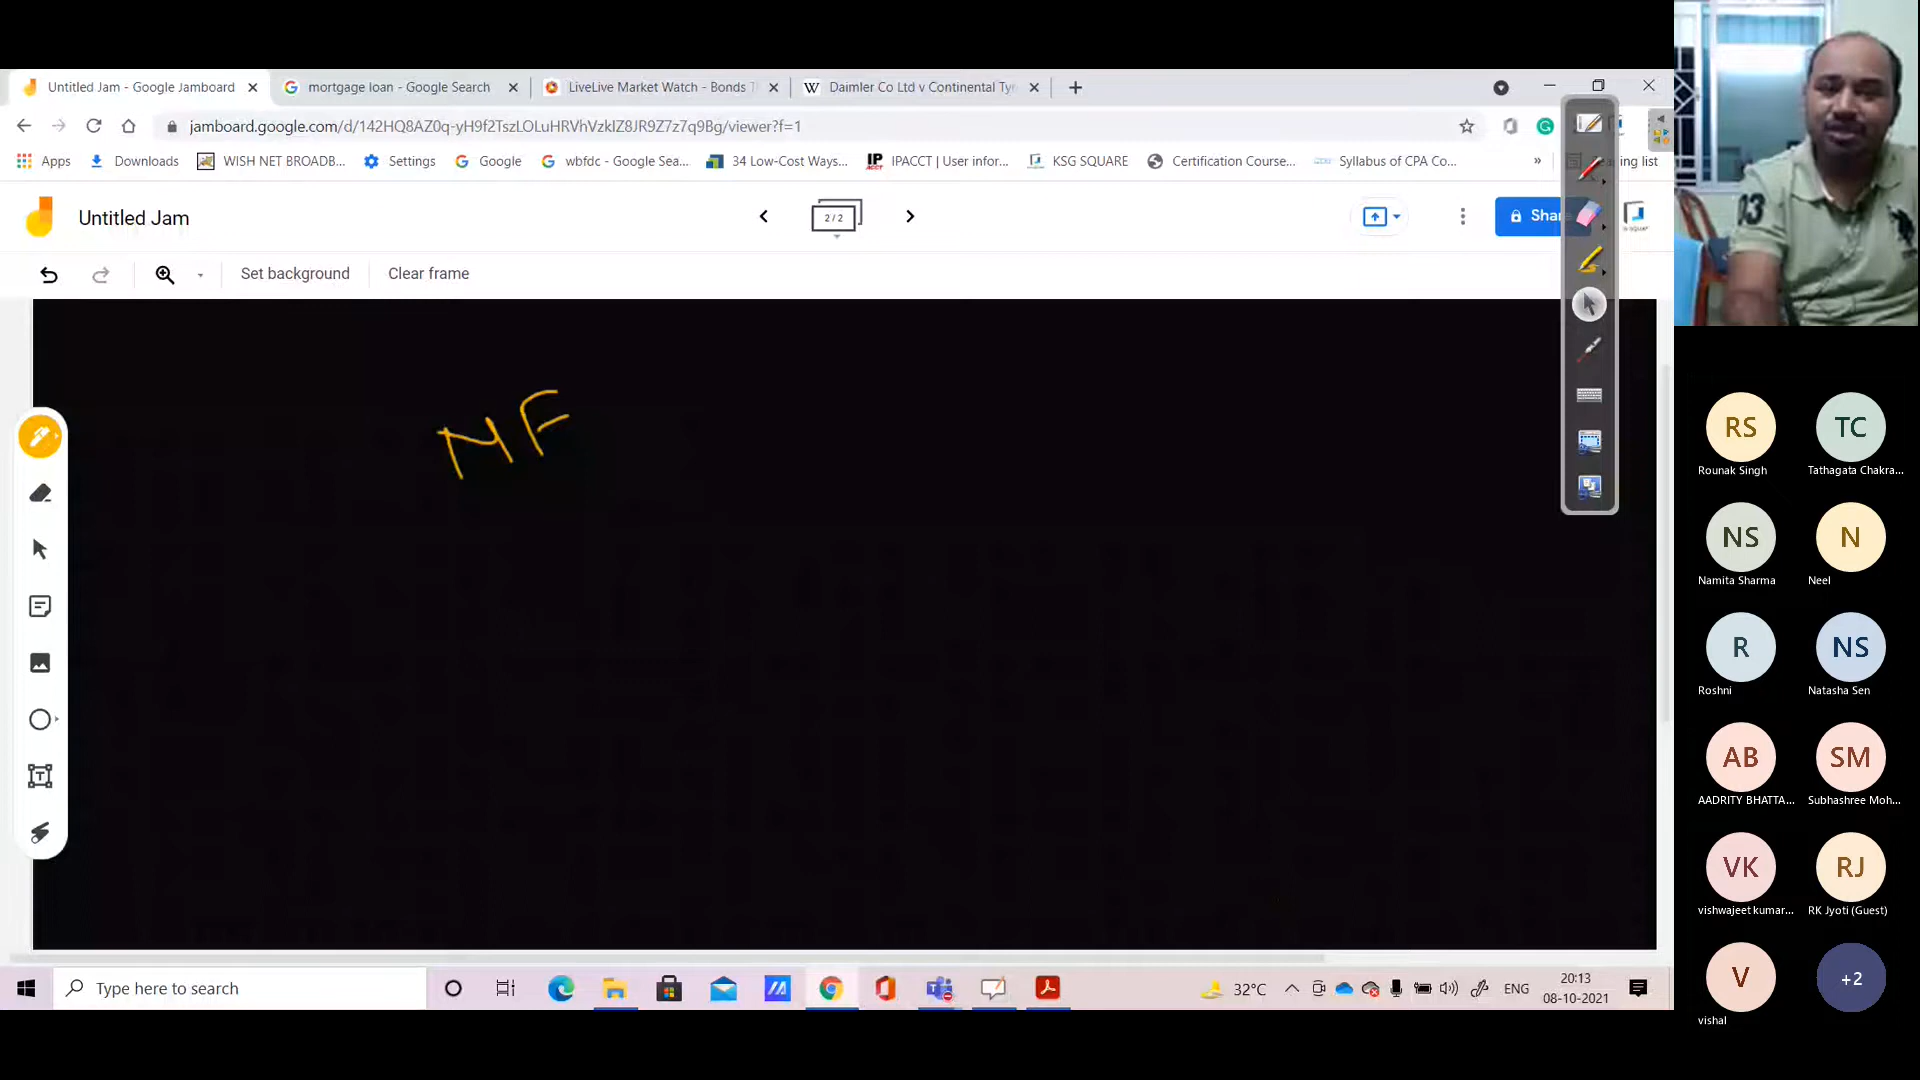 Untitled Jam - Google Jamboard
mortgage loan - Google Search
LiveLive Market Watch - Bonds T
Daimler Co Ltd v Continental Tyr
jamboard.google.com/d/142HQ8AZ0q-yH9f2TszLOLuHRVhVzkIZ8JR9Z7z7q9Bg/viewer?f=1
Apps
Downloads
WISH NET BROADB...
Settings
Google
wbfdc - Google Sea...
34 Low-Cost Ways...
IP ACCT
IPACCT | User infor...
KSG SQUARE
Certification Course...
Syllabus of CPA Co...
»
ing list
Untitled Jam
2 / 2
Shar
Set background
Clear frame
MF
03
RS
Rounak Singh
TC
Tathagata Chakra...
NS
Namita Sharma
N
Neel
R
Roshni
NS
Natasha Sen
AB
AADRITY BHATTA...
SM
Subhashree Moh...
VK
vishwajeet kumar...
RJ
RK Jyoti (Guest)
V
vishal
+2
Type here to search
32°C
ENG
20:13
08-10-2021